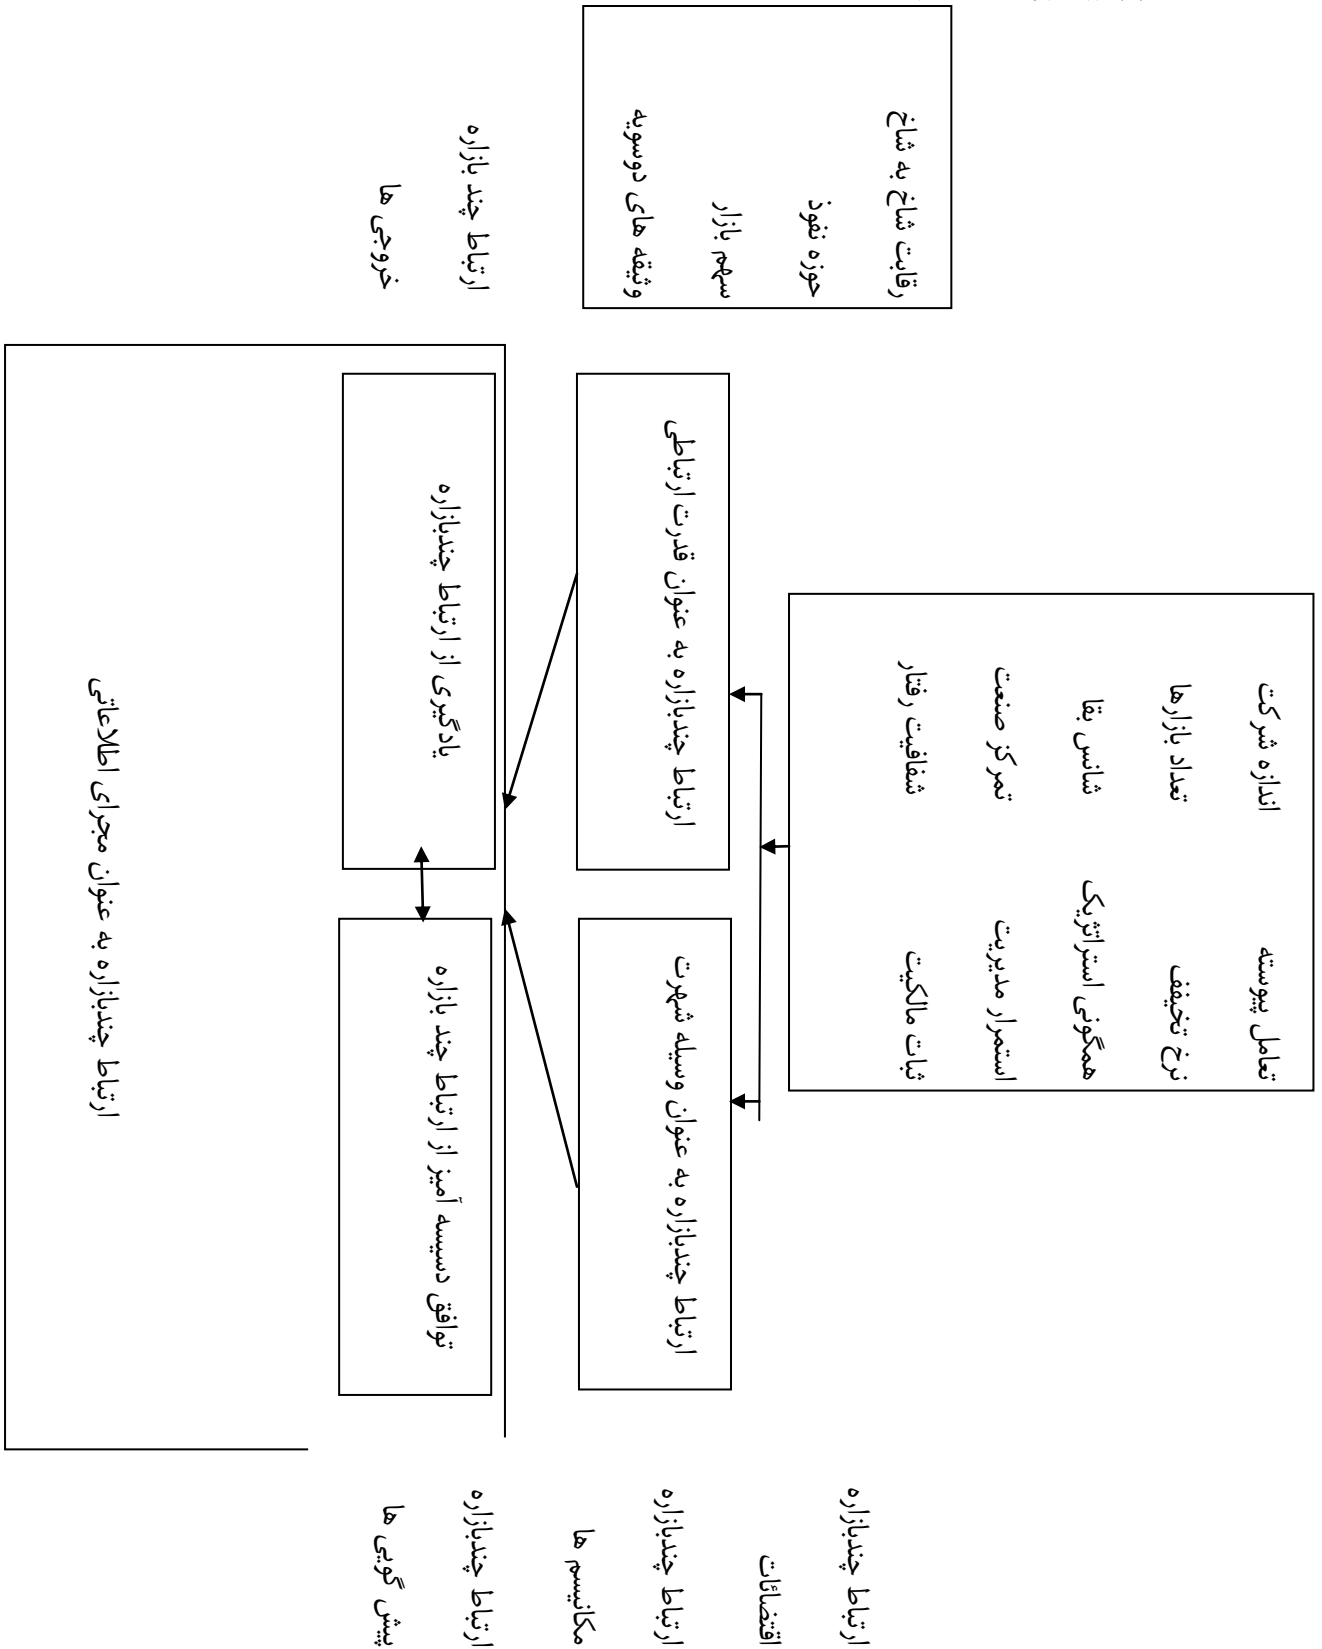 ارتباط چندبازاره
اقتضائات
تعامل پیوسته
نرخ تخفیف
همگونی استراتژیک
استمرار مدیریت
ثبات مالکیت
اندازه شرکت
تعداد بازارها
شانس بقا
تمرکز صنعت
شفافیت رفتار
رقابت شاخ به شاخ
حوزه نفوذ
سهم بازار
وثیقه های دوسویه
ارتباط چندبازاره
مکانیسم ها
ارتباط چندبازاره به عنوان وسیله شهرت
ارتباط چندبازاره به عنوان قدرت ارتباطی
ارتباط چندبازاره
پیش گویی ها
توافق دسیسه آمیز از ارتباط چند بازاره
یادگیری از ارتباط چندبازاره
ارتباط چند بازاره
خروجی ها
ارتباط چندبازاره به عنوان مجرای اطلاعاتی